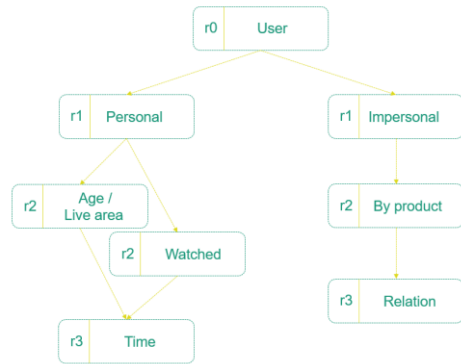 r0 User
r1 Personal
r1 Impersonal
r2 Age /
Live area
r2 By product
r2 Watched
r3 Time
r3 Relation